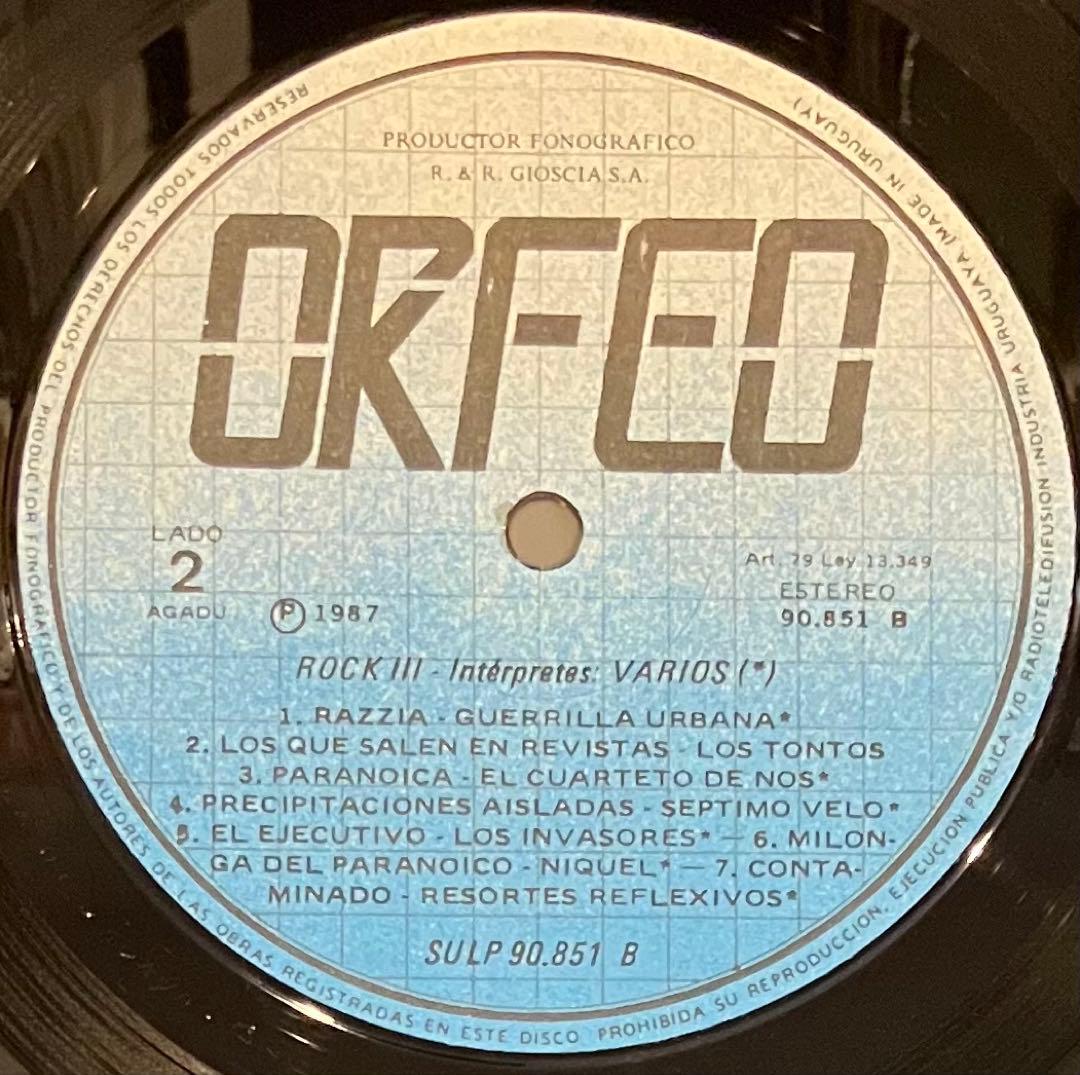 PRODUCTOR FONOGRAFICO
R. & R. GIOSCIA S.A.
ORFEO
LADO
2
AGADU
Ⓟ 1987
Art. 79 Ley 13.349
ESTEREO
90.851 B
ROCK III - Intérpretes: VARIOS (*)
1. RAZZIA - GUERRILLA URBANA*
2. LOS QUE SALEN EN REVISTAS - LOS TONTOS
3. PARANOICA - EL CUARTETO DE NOS*
4. PRECIPITACIONES AISLADAS - SEPTIMO VELO*
5. EL EJECUTIVO - LOS INVASORES* — 6. MILON-
GA DEL PARANOICO - NIQUEL* — 7. CONTA-
MINADO - RESORTES REFLEXIVOS*
SULP 90.851 B
RESERVADOS TODOS LOS DERECHOS DEL PRODUCTOR FONOGRAFICO Y DE LOS AUTORES DE LAS OBRAS REGISTRADAS EN ESTE DISCO. PROHIBIDA SU REPRODUCCION, EJECUCION PUBLICA Y/O RADIOTELEDIFUSION INDUSTRIA URUGUAYA (MADE IN URUGUAY)